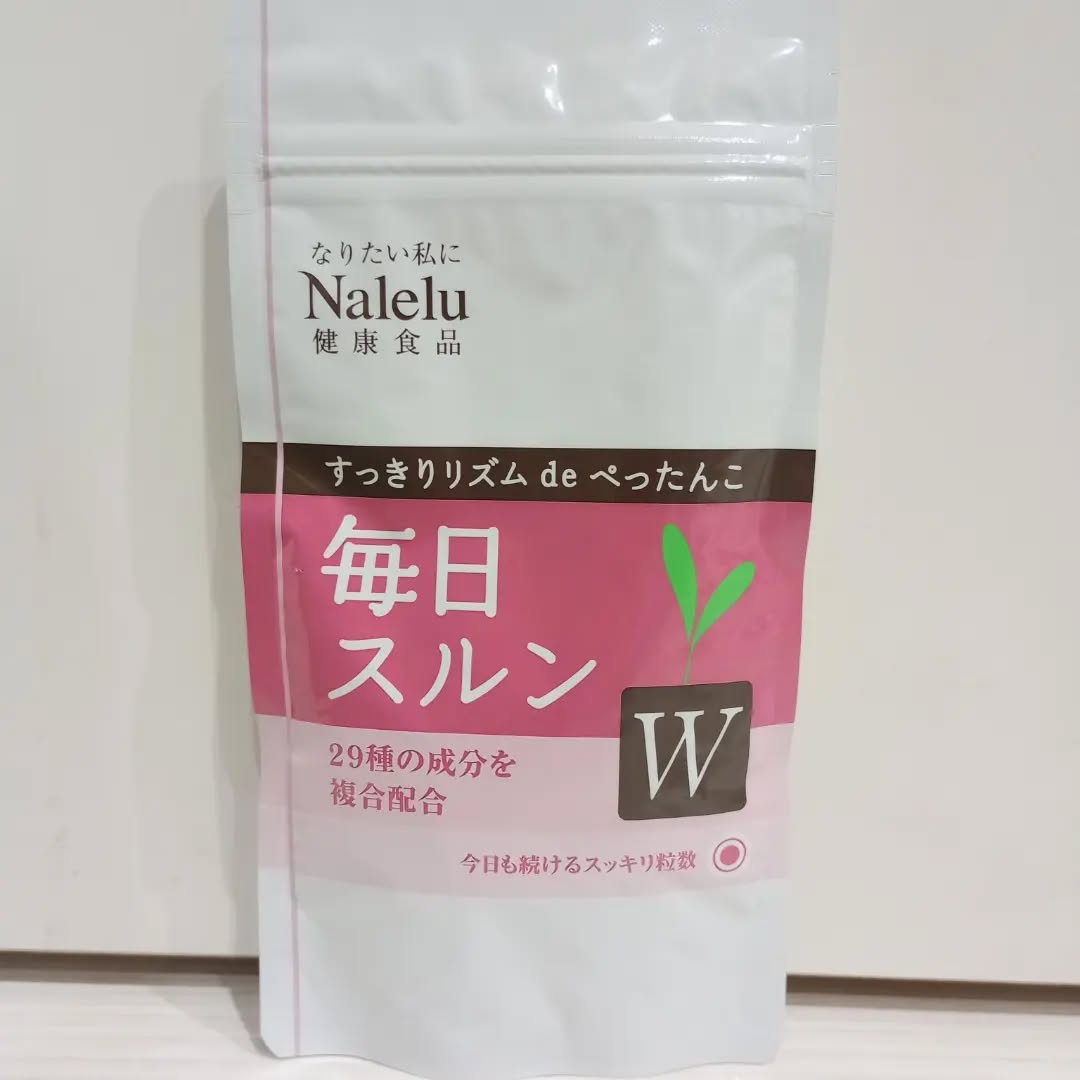 なりたい私に
Nalelu
健康食品
すっきりリズム de ぺったんこ
毎日
スルン
W
29種の成分を
複合配合
今日も続けるスッキリ粒数